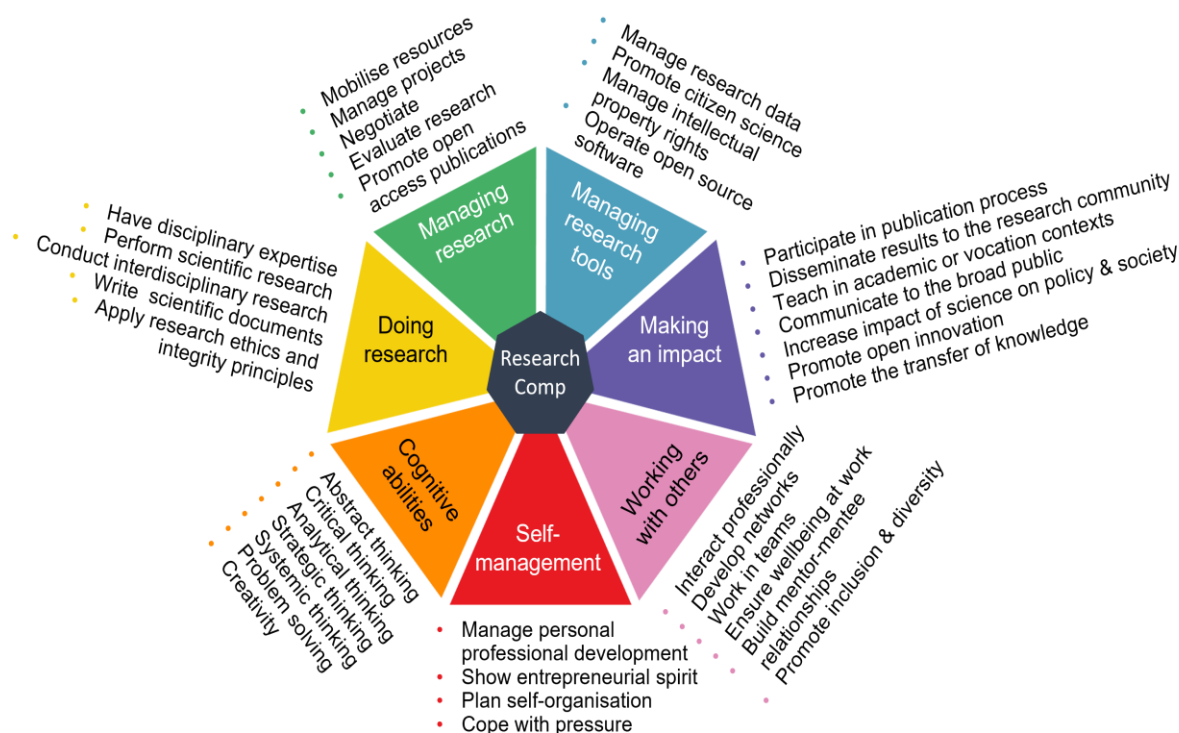 Research
Comp
Managing
research
Mobilise resources
Manage projects
Negotiate
Evaluate research
Promote open
access publications
Managing
research
tools
Manage research data
Promote citizen science
Manage intellectual
property rights
Operate open source
software
Making
an impact
Participate in publication process
Disseminate results to the research community
Teach in academic or vocation contexts
Communicate to the broad public
Increase impact of science on policy & society
Promote open innovation
Promote the transfer of knowledge
Working
with others
Interact professionally
Develop networks
Work in teams
Ensure wellbeing at work
Build mentor-mentee
relationships
Promote inclusion & diversity
Self-
management
Manage personal
professional development
Show entrepreneurial spirit
Plan self-organisation
Cope with pressure
Cognitive
abilities
Abstract thinking
Critical thinking
Analytical thinking
Strategic thinking
Systemic thinking
Problem solving
Creativity
Doing
research
Have disciplinary expertise
Perform scientific research
Conduct interdisciplinary research
Write scientific documents
Apply research ethics and
integrity principles